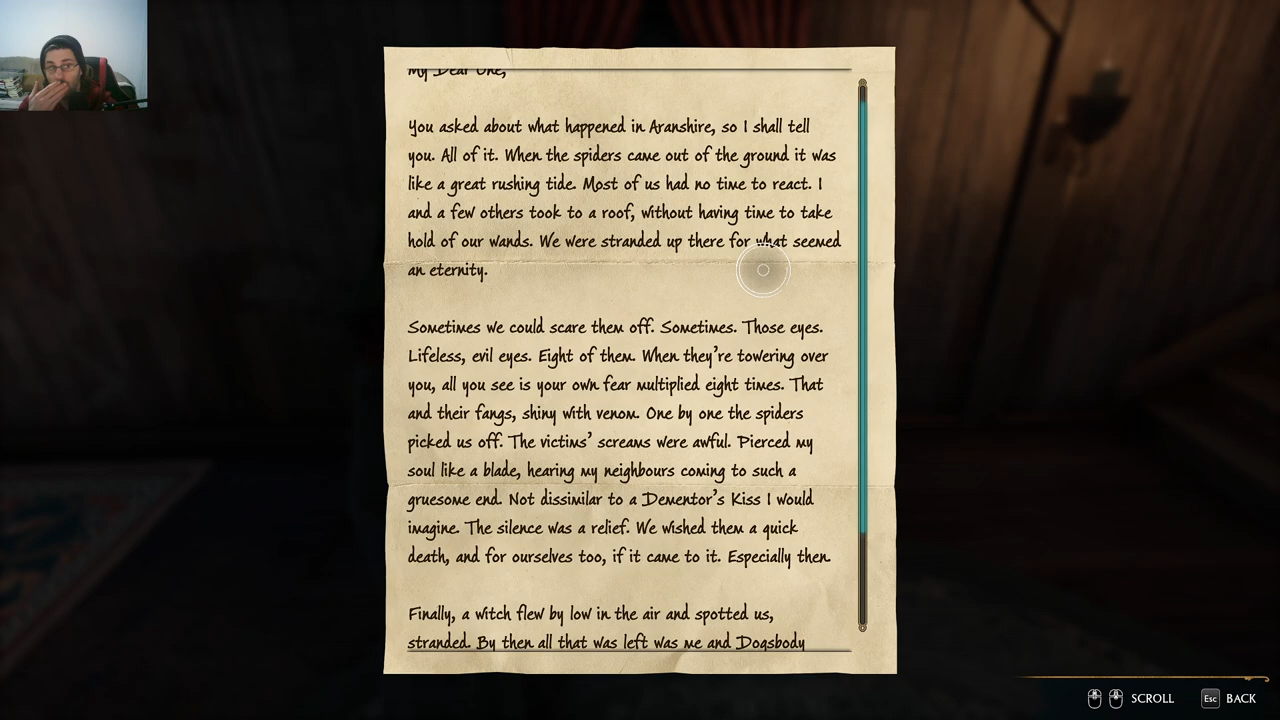 My Dear One,
You asked about what happened in Aranshire, so I shall tell
you. All of it. When the spiders came out of the ground it was
like a great rushing tide. Most of us had no time to react. I
and a few others took to a roof, without having time to take
hold of our wands. We were stranded up there for what seemed
an eternity.
Sometimes we could scare them off. Sometimes. Those eyes.
Lifeless, evil eyes. Eight of them. When they're towering over
you, all you see is your own fear multiplied eight times. That
and their fangs, shiny with venom. One by one the spiders
picked us off. The victims' screams were awful. Pierced my
soul like a blade, hearing my neighbours coming to such a
gruesome end. Not dissimilar to a Dementor's Kiss I would
imagine. The silence was a relief. We wished them a quick
death, and for ourselves too, if it came to it. Especially then.
Finally, a witch flew by low in the air and spotted us,
stranded. By then all that was left was me and Dogsbody
SCROLL
Esc BACK